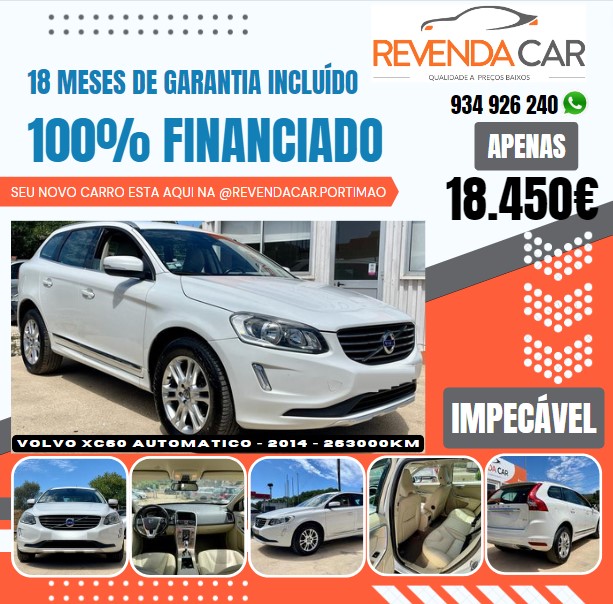 REVENDA CAR
QUALIDADE A PREÇOS BAIXOS
18 MESES DE GARANTIA INCLUÍDO
934 926 240
100% FINANCIADO
APENAS
SEU NOVO CARRO ESTA AQUI NA @REVENDACAR.PORTIMAO
18.450€
IMPECÁVEL
VOLVO XC60 AUTOMATICO - 2014 - 253000KM